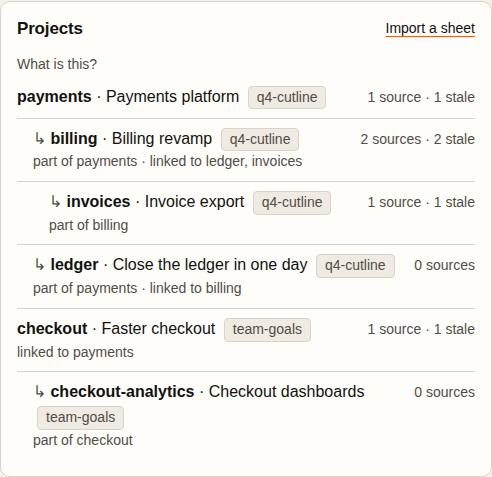 Projects Import a sheet
What is this?
payments · Payments platform q4-cutline 1 source · 1 stale
↳ billing · Billing revamp q4-cutline 2 sources · 2 stale
part of payments · linked to ledger, invoices
↳ invoices · Invoice export q4-cutline 1 source · 1 stale
part of billing
↳ ledger · Close the ledger in one day q4-cutline 0 sources
part of payments · linked to billing
checkout · Faster checkout team-goals 1 source · 1 stale
linked to payments
↳ checkout-analytics · Checkout dashboards 0 sources
team-goals
part of checkout